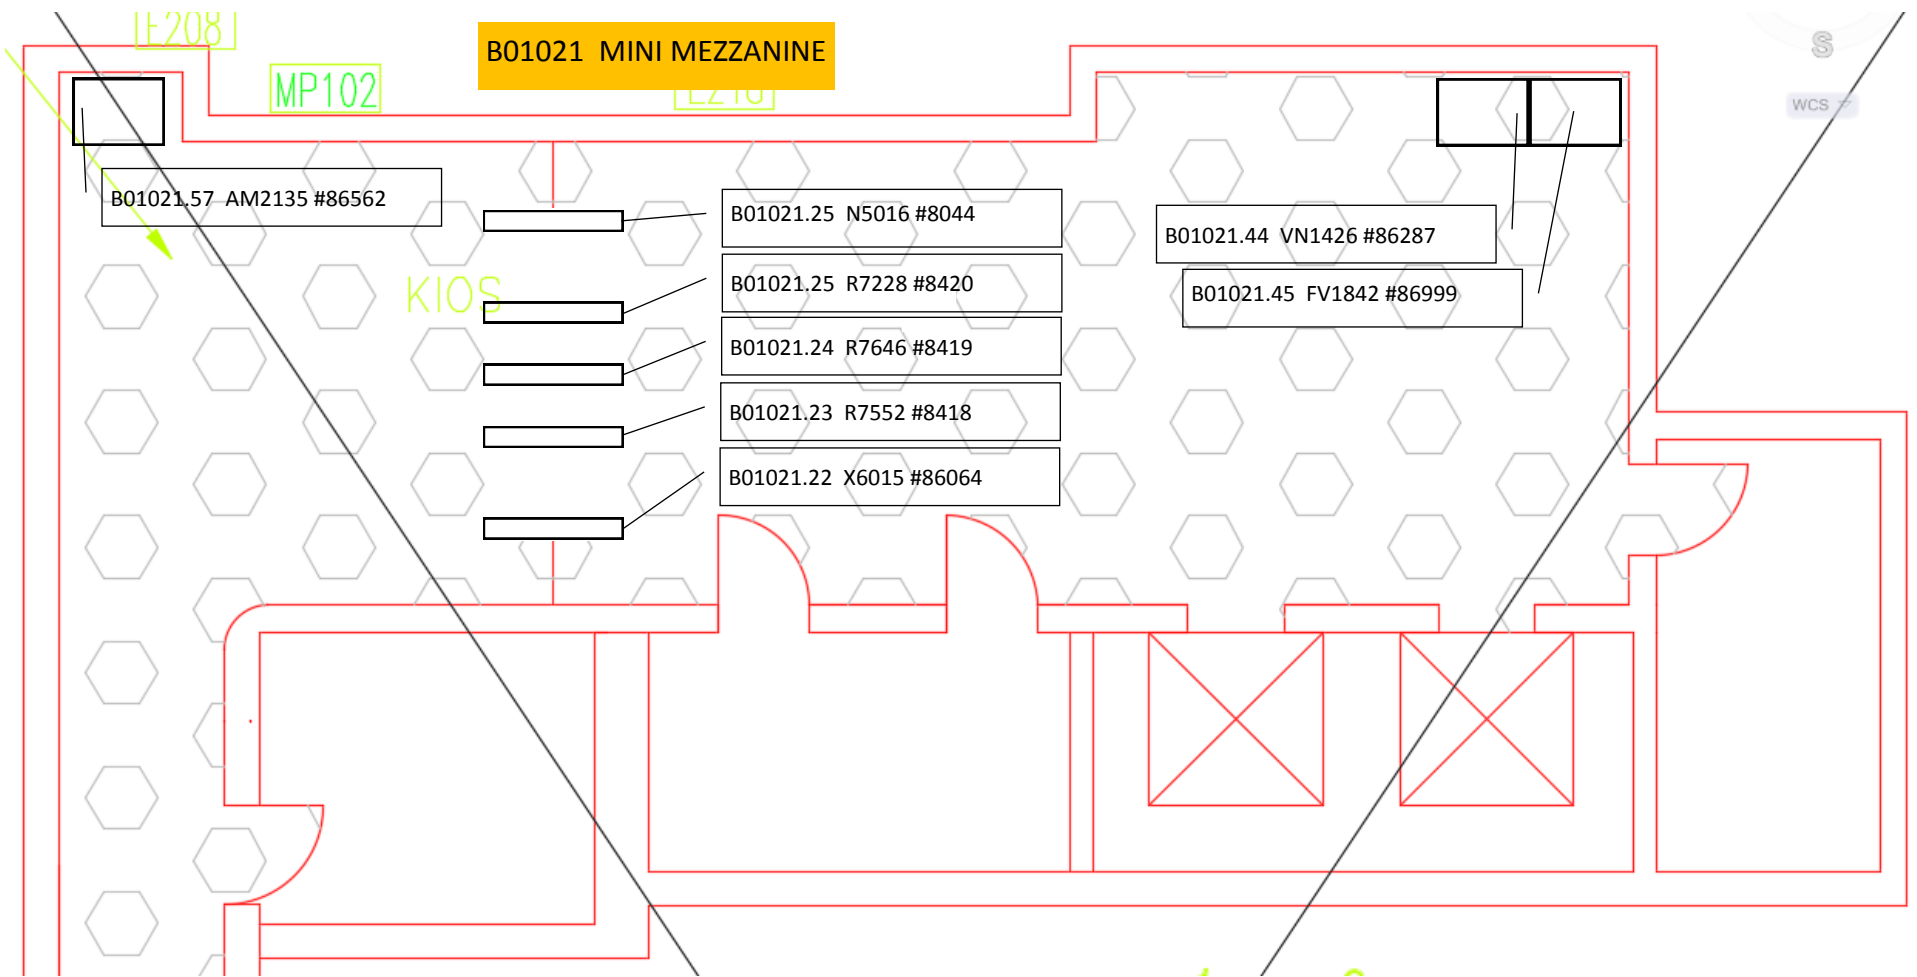 E208
B01021 MINI MEZZANINE
S
MP102
WCS
B01021.57 AM2135 #86562
B01021.25 N5016 #8044
B01021.44 VN1426 #86287
KIOS
B01021.25 R7228 #8420
B01021.45 FV1842 #86999
B01021.24 R7646 #8419
B01021.23 R7552 #8418
B01021.22 X6015 #86064